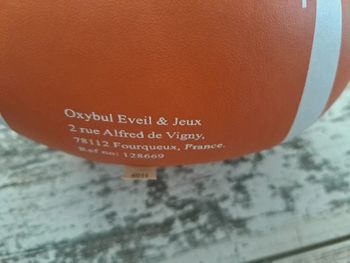 Oxybul Eveil & Jeux
2 rue Alfred de Vigny,
78112 Fourqueux, France.
Ref no: 128669